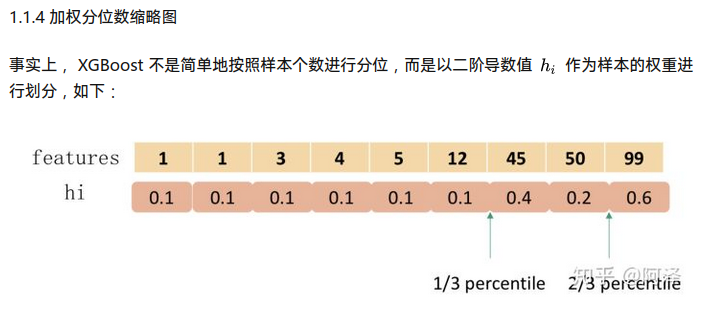 1.1.4 加权分位数缩略图
事实上， XGBoost 不是简单地按照样本个数进行分位，而是以二阶导数值 hᵢ 作为样本的权重进
行划分，如下：
features 1 1 3 4 5 12 45 50 99
hi 0.1 0.1 0.1 0.1 0.1 0.1 0.4 0.2 0.6
1/3 percentile 2/3 percentile
知乎 @阿泽